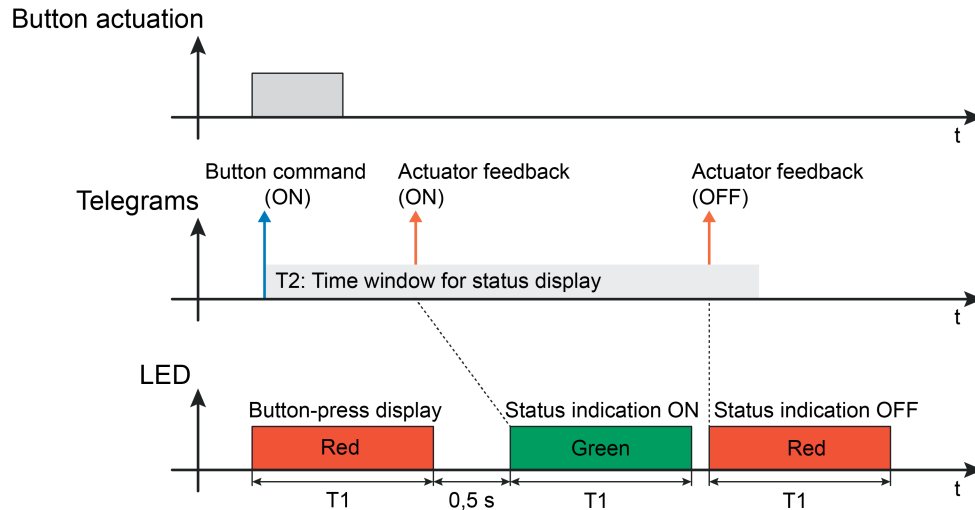 Button actuation
t
Button command
(ON)
Actuator feedback
(ON)
Actuator feedback
(OFF)
Telegrams
T2: Time window for status display
t
LED
Button-press display
Status indication ON
Status indication OFF
Red
Green
Red
t
T1
0,5 s
T1
T1